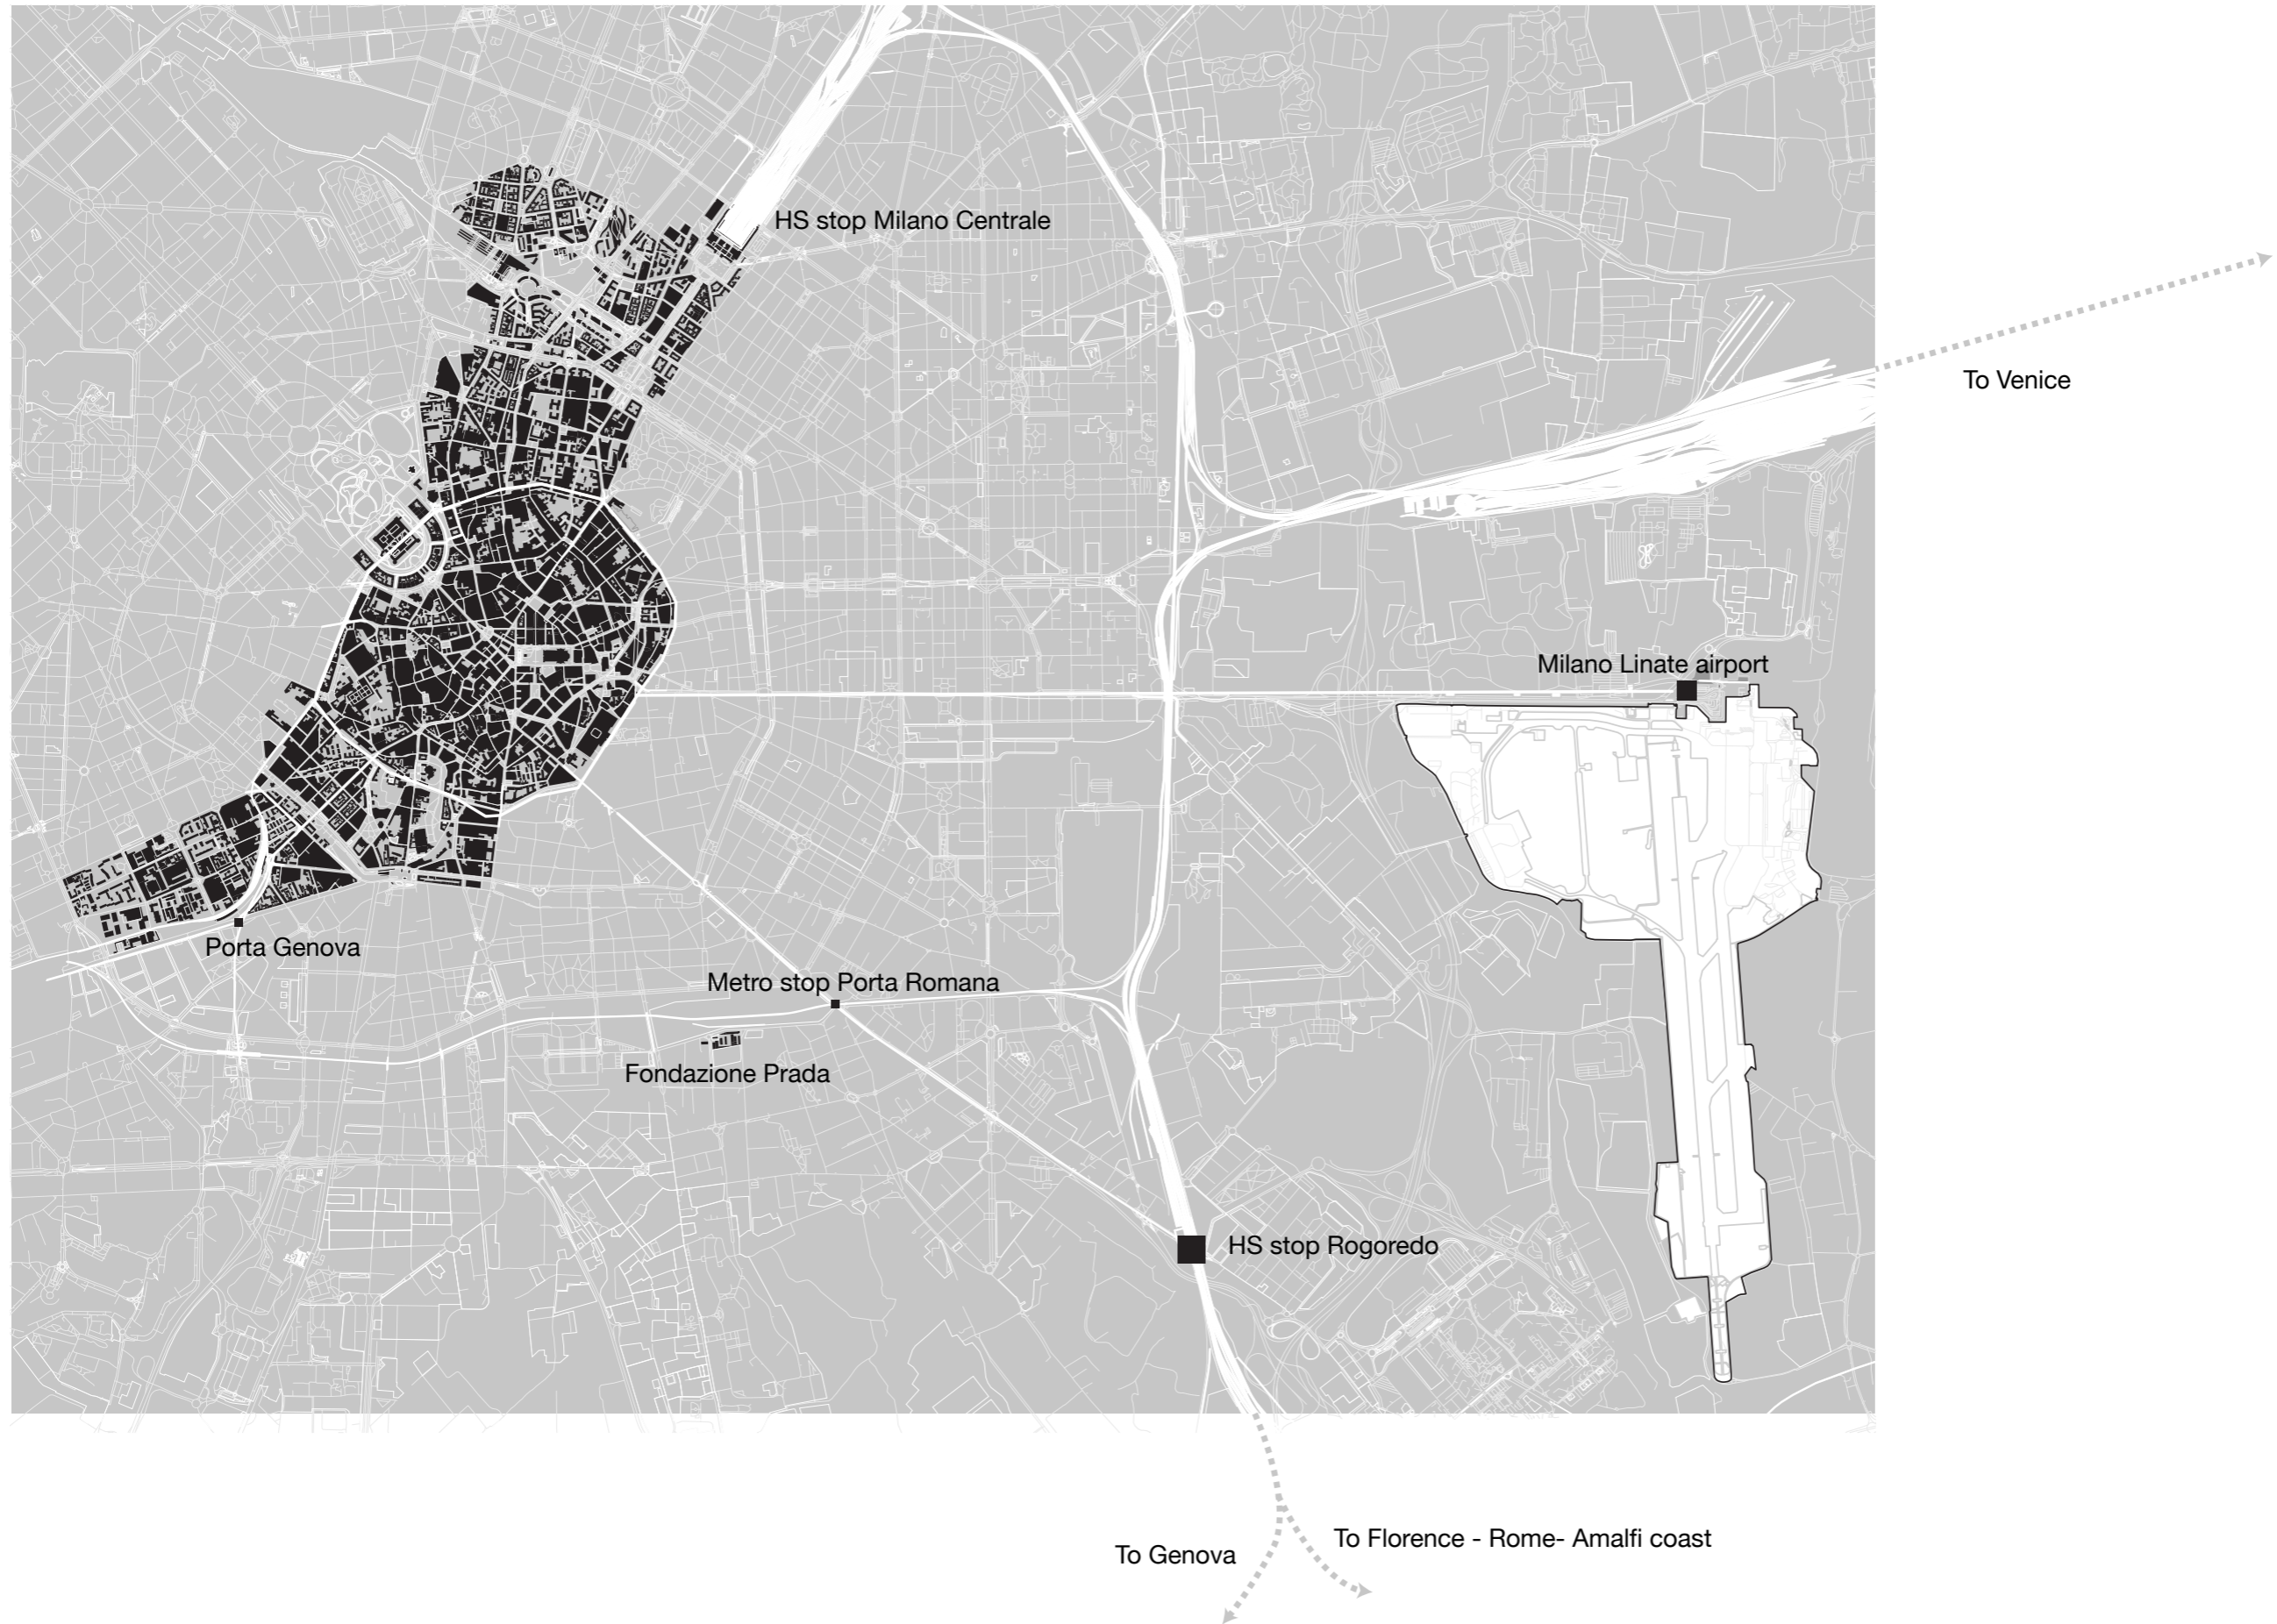 HS stop Milano Centrale
To Venice
Milano Linate airport
Porta Genova
Metro stop Porta Romana
Fondazione Prada
HS stop Rogoredo
To Florence - Rome- Amalfi coast
To Genova